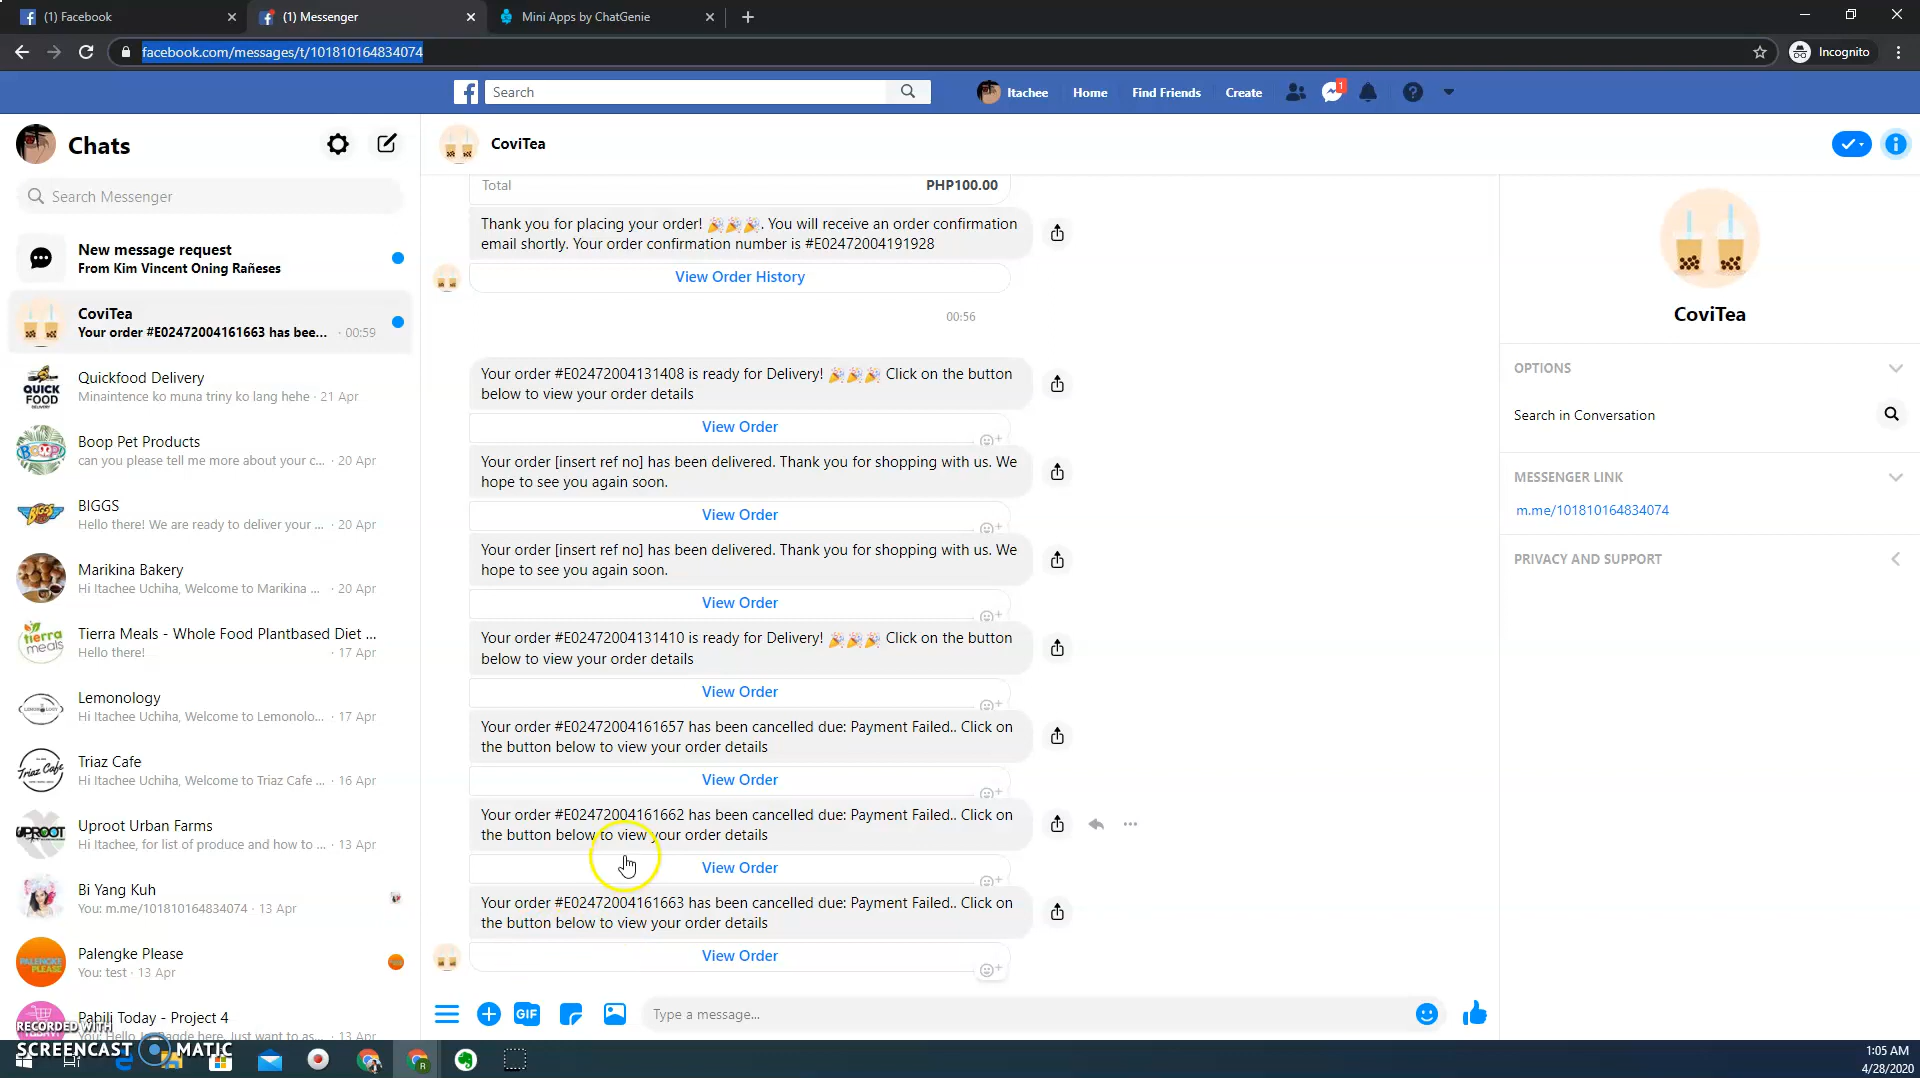 (1) Facebook
(1) Messenger
Mini Apps by ChatGenie
facebook.com/messages/t/101810164834074
Incognito
Search
Itachee
Home
Find Friends
Create
1
Chats
Search Messenger
New message request
From Kim Vincent Oning Rañeses
CoviTea
Your order #E02472004161663 has bee... · 00:59
QUICK
FOOD
DELIVERY
Quickfood Delivery
Minaintence ko muna triny ko lang hehe · 21 Apr
BOOP!
Boop Pet Products
can you please tell me more about your c... · 20 Apr
BIGGS
BIGGS
Hello there! We are ready to deliver your ... · 20 Apr
Marikina Bakery
Hi Itachee Uchiha, Welcome to Marikina ... · 20 Apr
tierra
meals
Tierra Meals - Whole Food Plantbased Diet ...
Hello there! · 17 Apr
LEMONOLOGY
Lemonology
Hi Itachee Uchiha, Welcome to Lemonolo... · 17 Apr
Triaz Cafe
Triaz Cafe
Hi Itachee Uchiha, Welcome to Triaz Cafe ... · 16 Apr
UPROOT
Uproot Urban Farms
Hi Itachee, for list of produce and how to ... · 13 Apr
Bi Yang Kuh
You: m.me/101810164834074 · 13 Apr
PALENGKE
PLEASE
Palengke Please
You: test · 13 Apr
Pabili Today - Project 4
13 Apr
RECORDED WITH
SCREENCAST MATIC
CoviTea
Total PHP100.00
Thank you for placing your order! 🎉🎉🎉. You will receive an order confirmation
email shortly. Your order confirmation number is #E02472004191928
View Order History
00:56
Your order #E02472004131408 is ready for Delivery! 🎉🎉🎉 Click on the button
below to view your order details
View Order
Your order [insert ref no] has been delivered. Thank you for shopping with us. We
hope to see you again soon.
View Order
Your order [insert ref no] has been delivered. Thank you for shopping with us. We
hope to see you again soon.
View Order
Your order #E02472004131410 is ready for Delivery! 🎉🎉🎉 Click on the button
below to view your order details
View Order
Your order #E02472004161657 has been cancelled due: Payment Failed.. Click on
the button below to view your order details
View Order
Your order #E02472004161662 has been cancelled due: Payment Failed.. Click on
the button below to view your order details
View Order
Your order #E02472004161663 has been cancelled due: Payment Failed.. Click on
the button below to view your order details
View Order
GIF
Type a message...
CoviTea
OPTIONS
Search in Conversation
MESSENGER LINK
m.me/101810164834074
PRIVACY AND SUPPORT
1:05 AM
4/28/2020